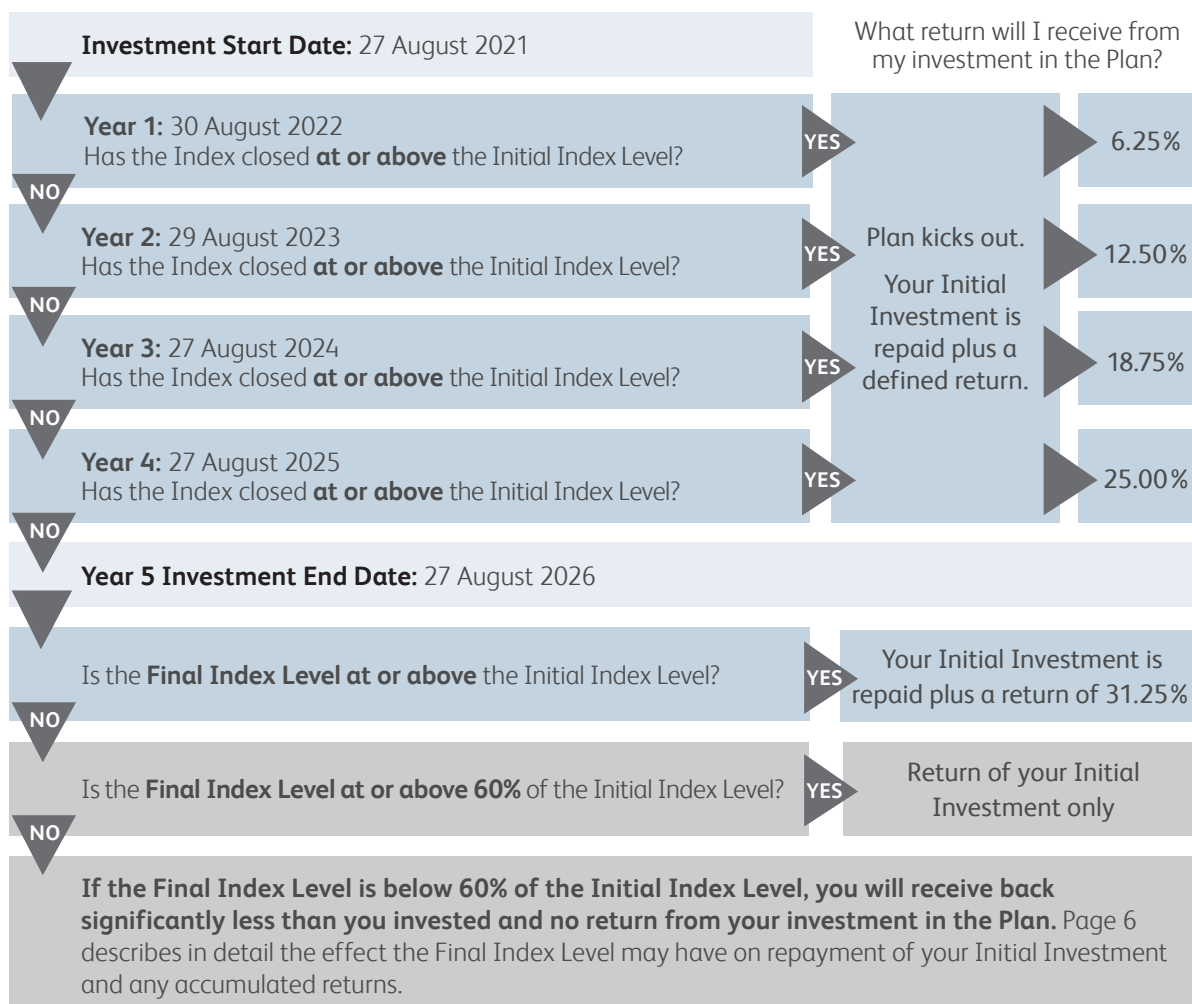 Investment Start Date: 27 August 2021
What return will I receive from
my investment in the Plan?
Year 1: 30 August 2022
Has the Index closed at or above the Initial Index Level?
YES
6.25%
NO
Year 2: 29 August 2023
Has the Index closed at or above the Initial Index Level?
YES
Plan kicks out.
Your Initial
Investment is
repaid plus a
defined return.
12.50%
NO
Year 3: 27 August 2024
Has the Index closed at or above the Initial Index Level?
YES
18.75%
NO
Year 4: 27 August 2025
Has the Index closed at or above the Initial Index Level?
YES
25.00%
NO
Year 5 Investment End Date: 27 August 2026
Is the Final Index Level at or above the Initial Index Level?
YES
Your Initial Investment is
repaid plus a return of 31.25%
NO
Is the Final Index Level at or above 60% of the Initial Index Level?
YES
Return of your Initial
Investment only
NO
If the Final Index Level is below 60% of the Initial Index Level, you will receive back
significantly less than you invested and no return from your investment in the Plan. Page 6
describes in detail the effect the Final Index Level may have on repayment of your Initial Investment
and any accumulated returns.